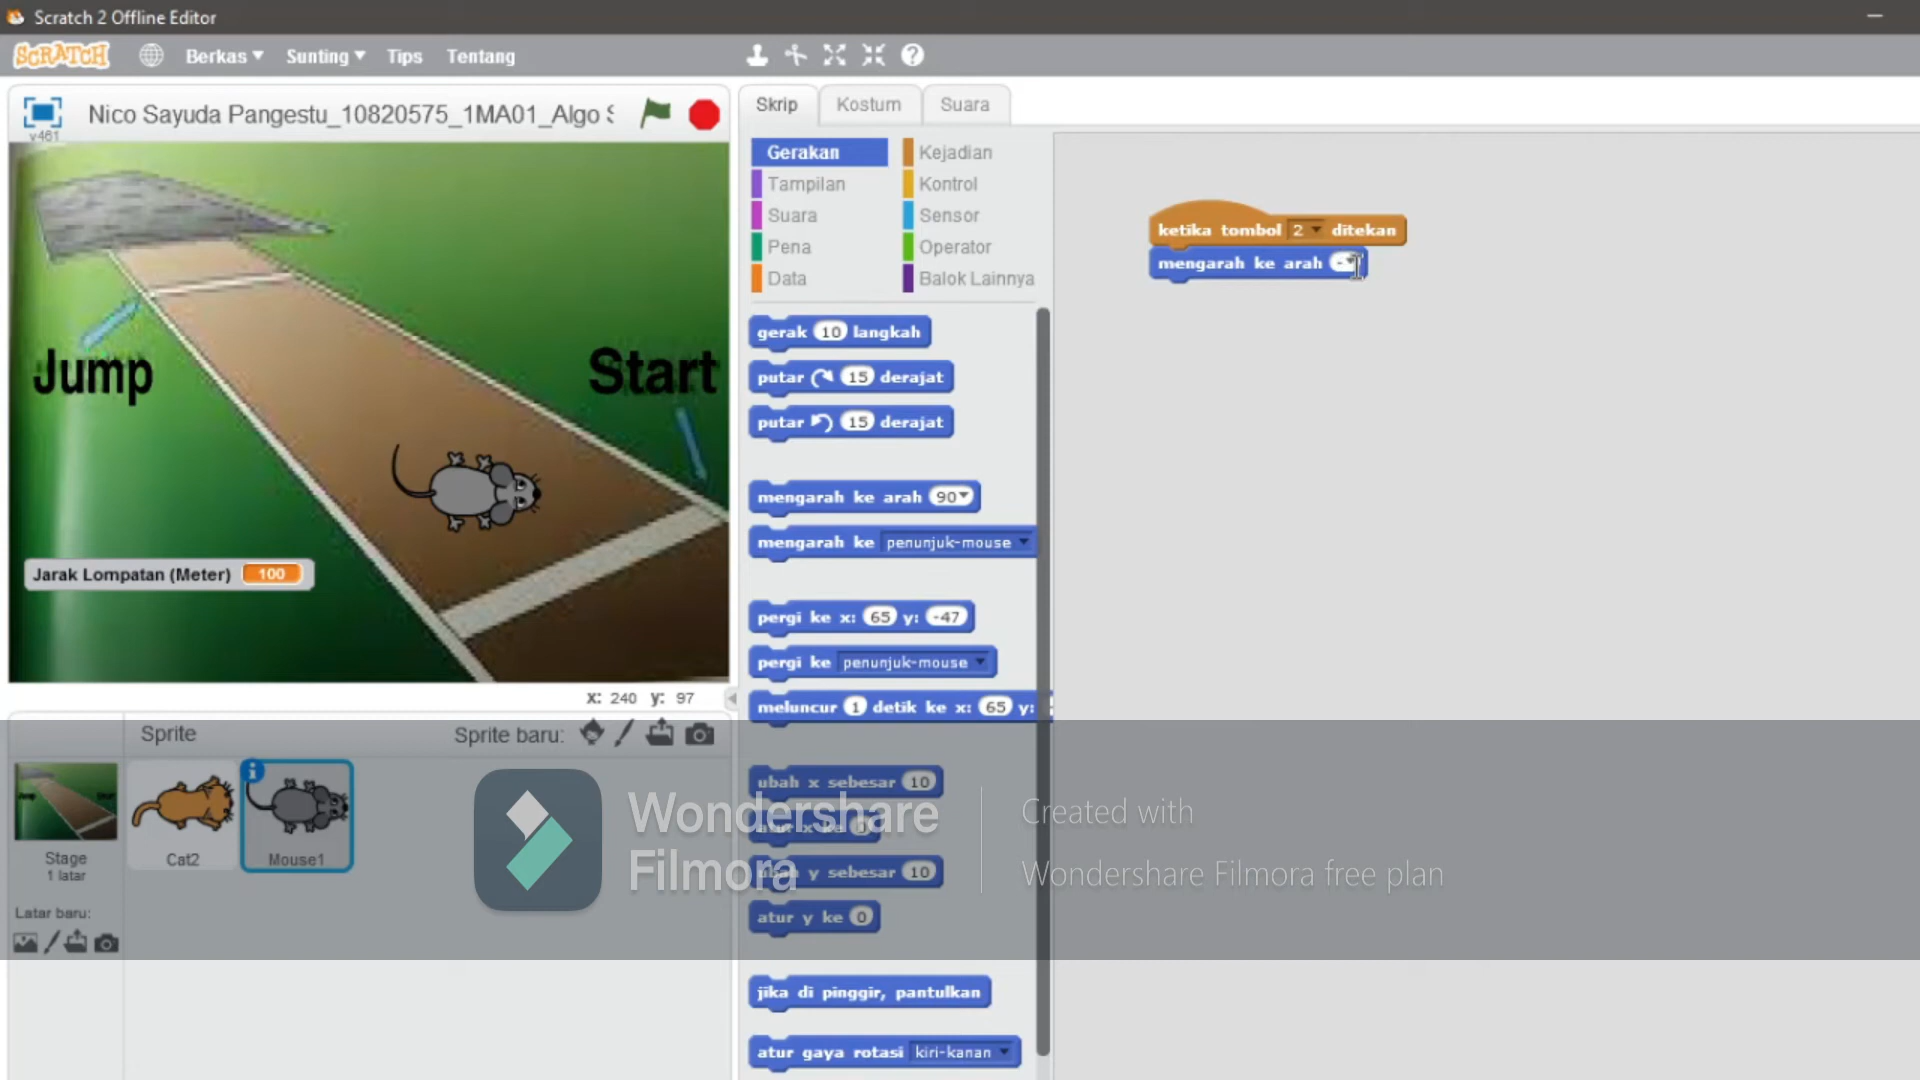 Scratch 2 Offline Editor
SCRATCH Berkas Sunting Tips Tentang
v461
Nico Sayuda Pangestu_10820575_1MA01_Algo
Jump
Start
Jarak Lompatan (Meter) 100
x: 240 y: 97
Sprite
Sprite baru:
Stage
1 latar
Cat2
Mouse1
Latar baru:
Skrip Kostum Suara
Gerakan Kejadian
Tampilan Kontrol
Suara Sensor
Pena Operator
Data Balok Lainnya
gerak 10 langkah
putar 15 derajat
putar 15 derajat
mengarah ke arah 90
mengarah ke penunjuk-mouse
pergi ke x: 65 y: -47
pergi ke penunjuk-mouse
meluncur 1 detik ke x: 65 y:
ubah x sebesar 10
atur x ke 0
ubah y sebesar 10
atur y ke 0
jika di pinggir, pantulkan
atur gaya rotasi kiri-kanan
ketika tombol 2 ditekan
mengarah ke arah -
Wondershare
Filmora
Created with
Wondershare Filmora free plan